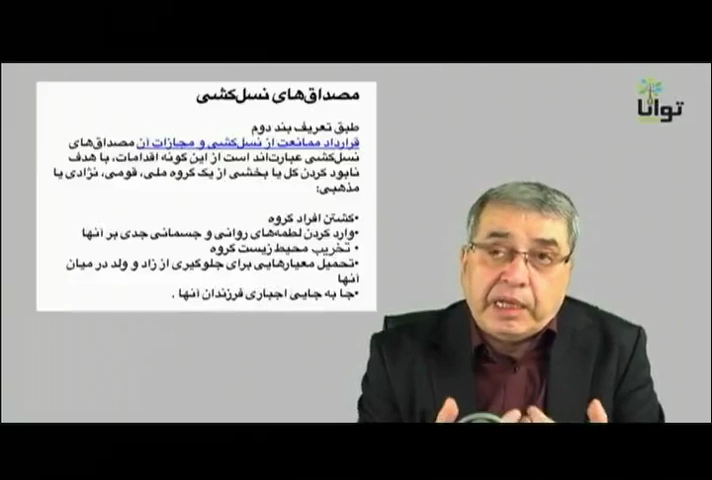 مصداق‌های نسل‌کشی
طبق تعریف بند دوم
قرارداد ممانعت از نسل‌کشی و مجازات آن مصداق‌های
نسل‌کشی عبارت‌اند است از این گونه اقدامات، با هدف
نابود کردن کل یا بخشی از یک گروه ملی، قومی، نژادی یا
مذهبی:
•کشتن افراد گروه
•وارد کردن لطمه‌های روانی و جسمانی جدی بر آنها
• تخریب محیط زیست گروه
•تحمیل معیارهایی برای جلوگیری از زاد و ولد در میان
آنها
•جا به جایی اجباری فرزندان آنها .
توانا